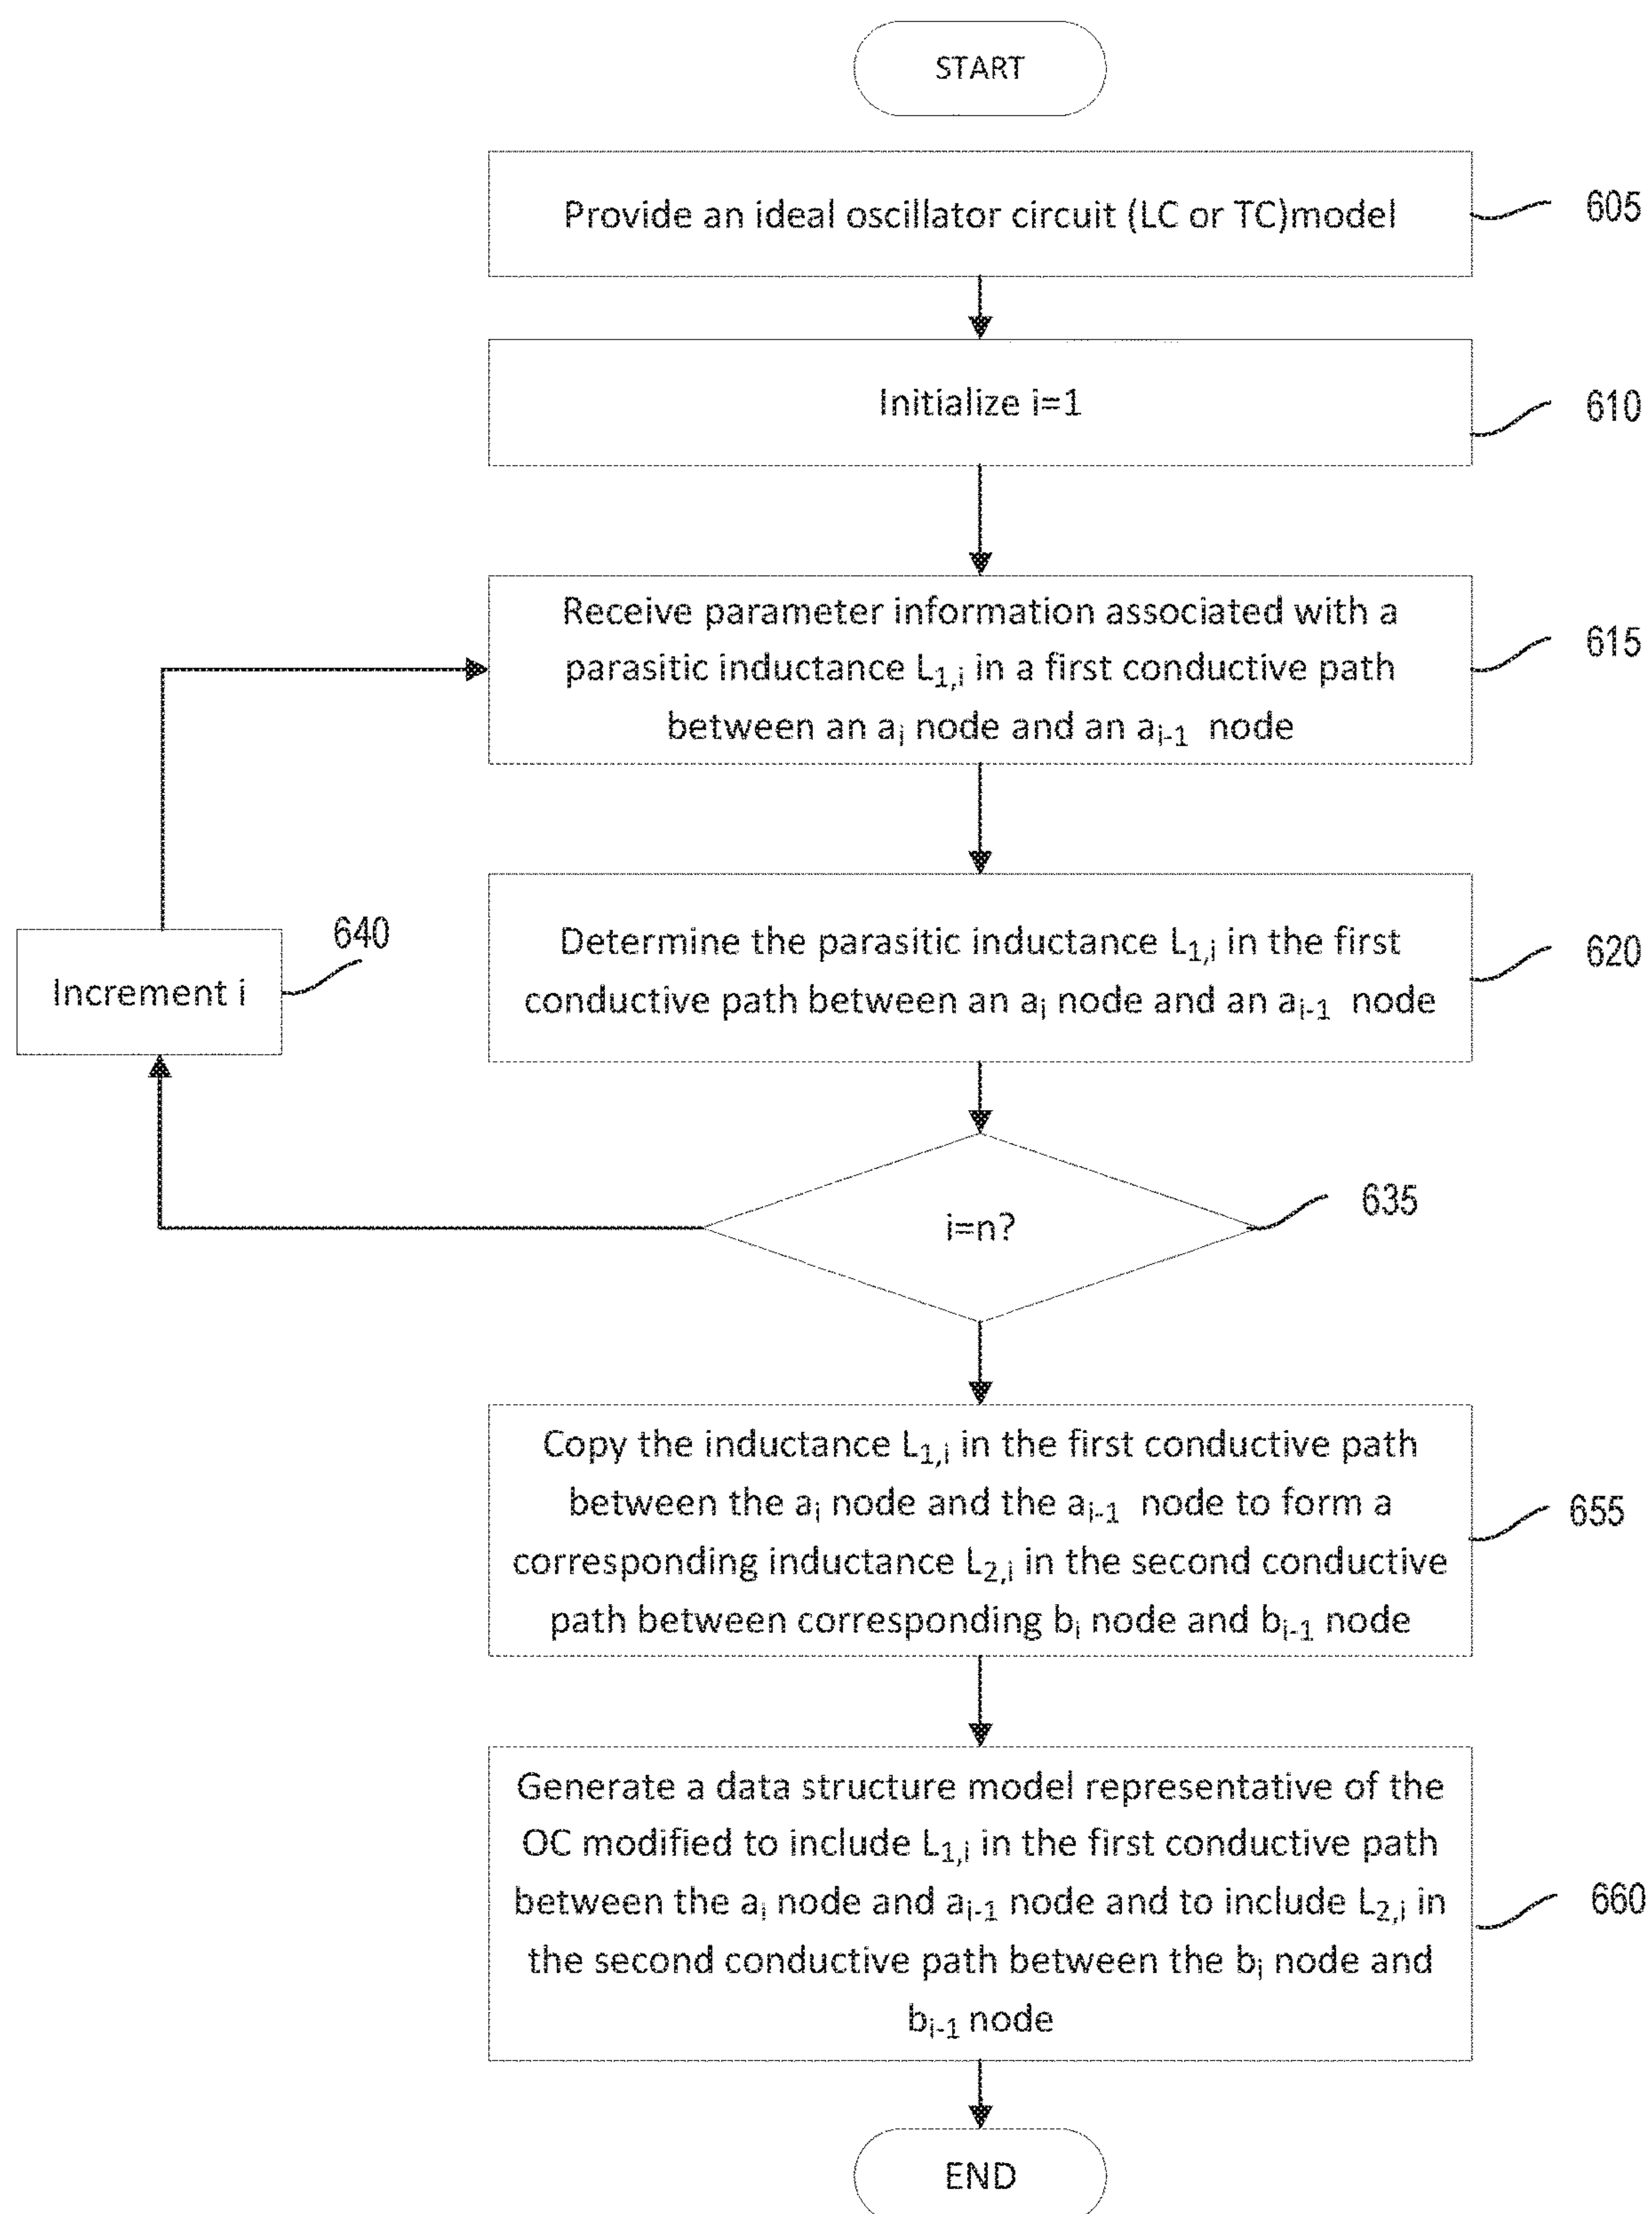 START
Provide an ideal oscillator circuit (LC or TC)model
605
Initialize i=1
610
Receive parameter information associated with a
parasitic inductance L1,i in a first conductive path
between an ai node and an ai-1 node
615
Determine the parasitic inductance L1,i in the first
conductive path between an ai node and an ai-1 node
620
Increment i
640
i=n?
635
Copy the inductance L1,i in the first conductive path
between the ai node and the ai-1 node to form a
corresponding inductance L2,i in the second conductive
path between corresponding bi node and bi-1 node
655
Generate a data structure model representative of the
OC modified to include L1,i in the first conductive path
between the ai node and ai-1 node and to include L2,i in
the second conductive path between the bi node and
bi-1 node
660
END